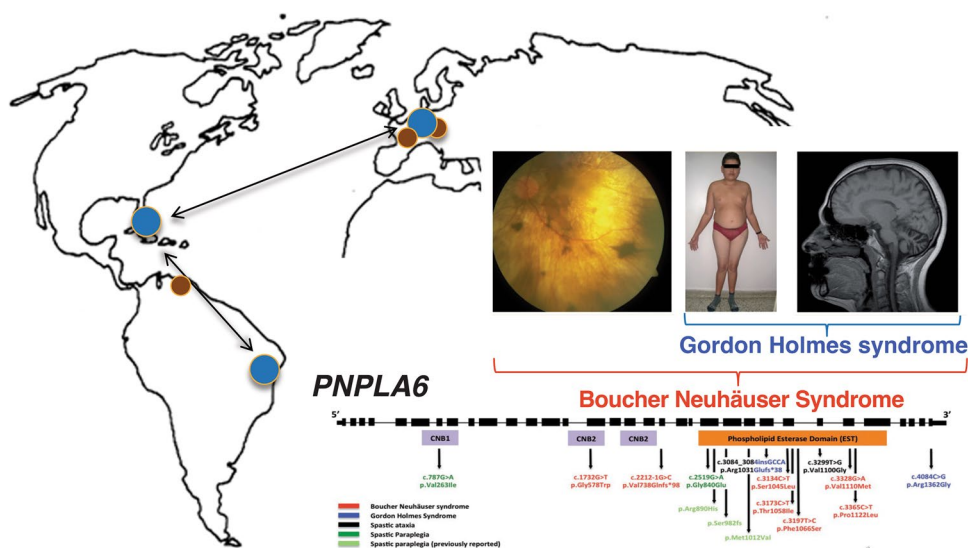 Gordon Holmes syndrome
PNPLA6
Boucher Neuhäuser Syndrome
5'
3'
CNB1
CNB2
CNB2
Phospholipid Esterase Domain (EST)
c.787G>A
p.Val263Ile
c.1732G>T
p.Gly578Trp
c.2212-1G>C
p.Val738Glnfs*98
c.2519G>A
p.Gly840Glu
p.Arg890His
p.Ser982fs
p.Met1012Val
c.3084_3084insGCCA
p.Arg1031Glufs*38
c.3134C>T
p.Ser1045Leu
c.3173C>T
p.Thr1058Ile
c.3197T>C
p.Phe1066Ser
c.3299T>G
p.Val1100Gly
c.3328G>A
p.Val1110Met
c.3365C>T
p.Pro1122Leu
c.4084C>G
p.Arg1362Gly
Boucher Neuhäuser syndrome
Gordon Holmes Syndrome
Spastic ataxia
Spastic Paraplegia
Spastic paraplegia (previously reported)